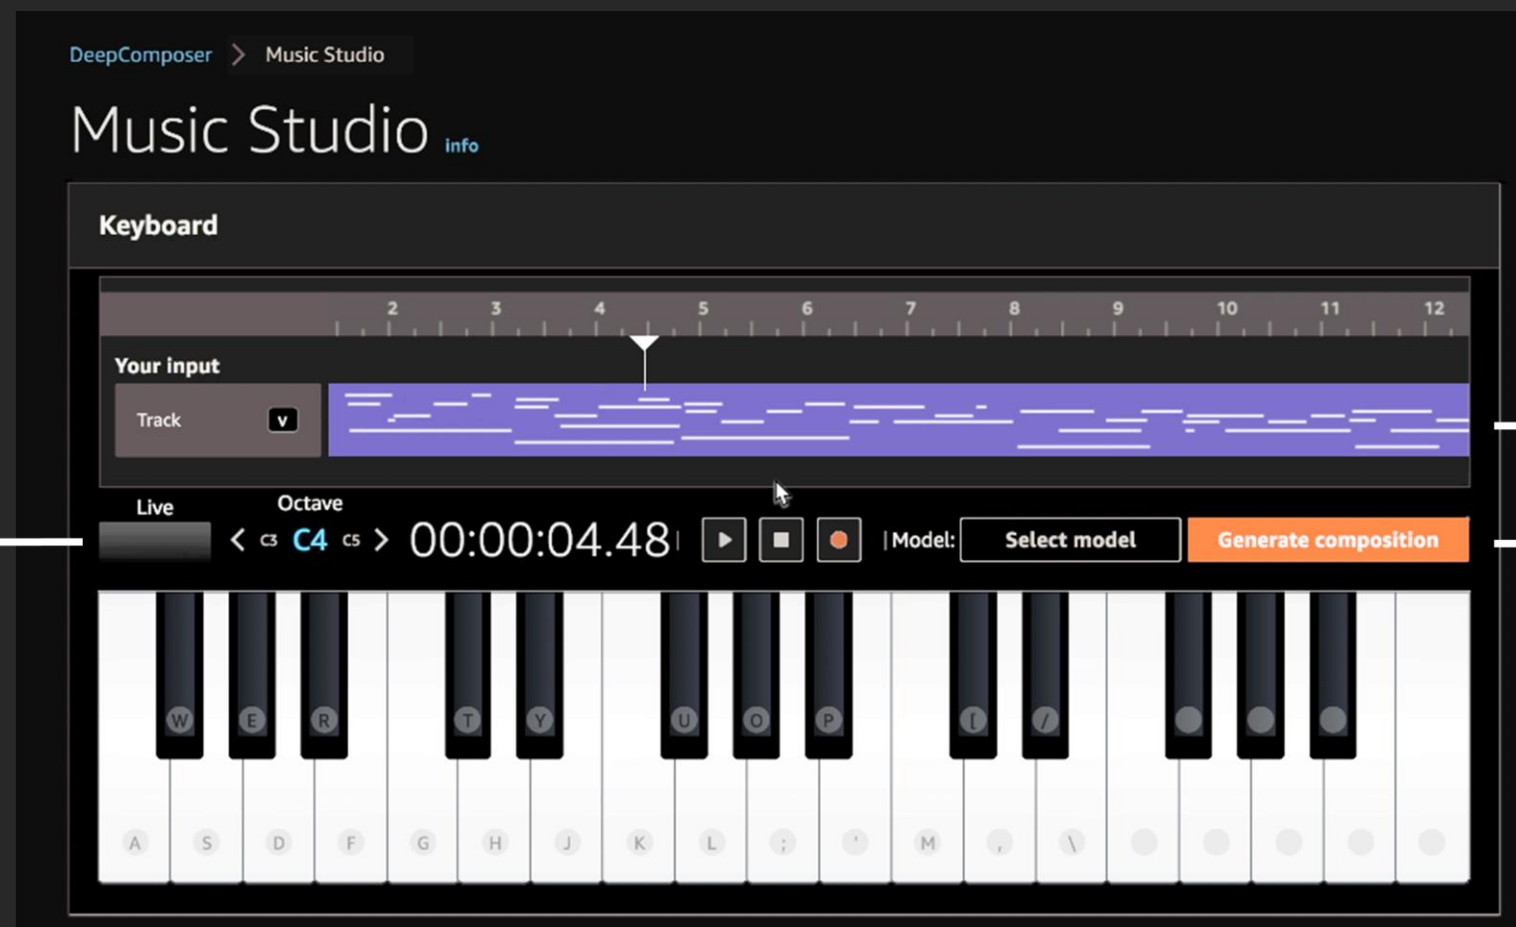 DeepComposer > Music Studio
Music Studio info
Keyboard
2 3 4 5 6 7 8 9 10 11 12
Your input
Track v
Live Octave
< C3 C4 C5 > 00:00:04.48 | |Model: Select model Generate composition
W E R T Y U O P [ /
A S D F G H J K L ; ' M , \